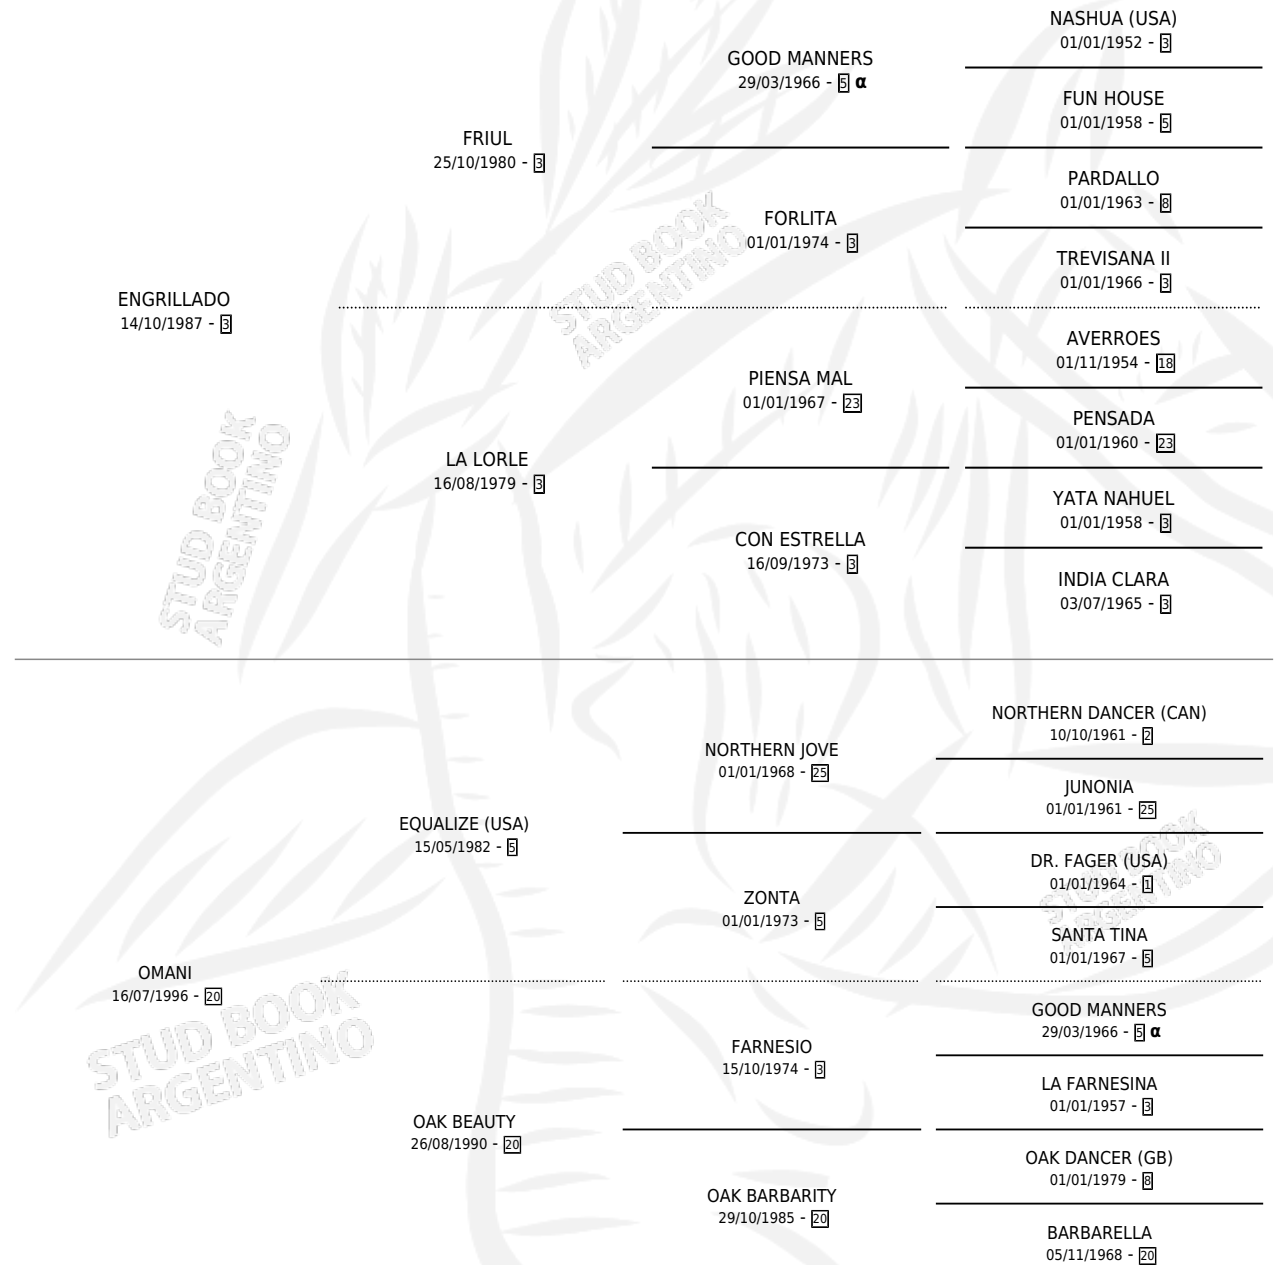 NASHUA (USA)
01/01/1952 - 3
GOOD MANNERS
29/03/1966 - 5 α
FUN HOUSE
01/01/1958 - 5
FRIUL
25/10/1980 - 3
PARDALLO
01/01/1963 - 8
FORLITA
01/01/1974 - 3
TREVISANA II
01/01/1966 - 3
ENGRILLADO
14/10/1987 - 3
AVERROES
01/11/1954 - 18
PIENSA MAL
01/01/1967 - 23
PENSADA
01/01/1960 - 23
LA LORLE
16/08/1979 - 3
YATA NAHUEL
01/01/1958 - 3
CON ESTRELLA
16/09/1973 - 3
INDIA CLARA
03/07/1965 - 3
NORTHERN DANCER (CAN)
10/10/1961 - 2
NORTHERN JOVE
01/01/1968 - 25
JUNONIA
01/01/1961 - 25
EQUALIZE (USA)
15/05/1982 - 5
DR. FAGER (USA)
01/01/1964 - 1
ZONTA
01/01/1973 - 5
SANTA TINA
01/01/1967 - 5
OMANI
16/07/1996 - 20
GOOD MANNERS
29/03/1966 - 5 α
FARNESIO
15/10/1974 - 3
LA FARNESINA
01/01/1957 - 3
OAK BEAUTY
26/08/1990 - 20
OAK DANCER (GB)
01/01/1979 - 8
OAK BARBARITY
29/10/1985 - 20
BARBARELLA
05/11/1968 - 20
STUD BOOK
ARGENTINO
STUD BOOK
ARGENTINO
STUD BOOK
ARGENTINO
STUD BOOK
ARGENTINO